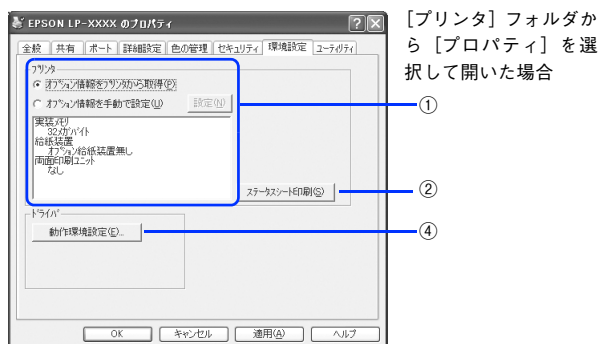 EPSON LP-XXXX のプロパティ
全般 共有 ポート 詳細設定 色の管理 セキュリティ 環境設定 ユーティリティ
プリンタ
オプション情報をプリンタから取得(P)
オプション情報を手動で設定(U) 設定(N)
実装メモリ
32メガバイト
給紙装置
オプション給紙装置無し
両面印刷ユニット
なし
ステータスシート印刷(S)
ドライバ
動作環境設定(E)...
OK キャンセル 適用(A) ヘルプ
[プリンタ] フォルダか
ら [プロパティ] を選
択して開いた場合
①
②
④